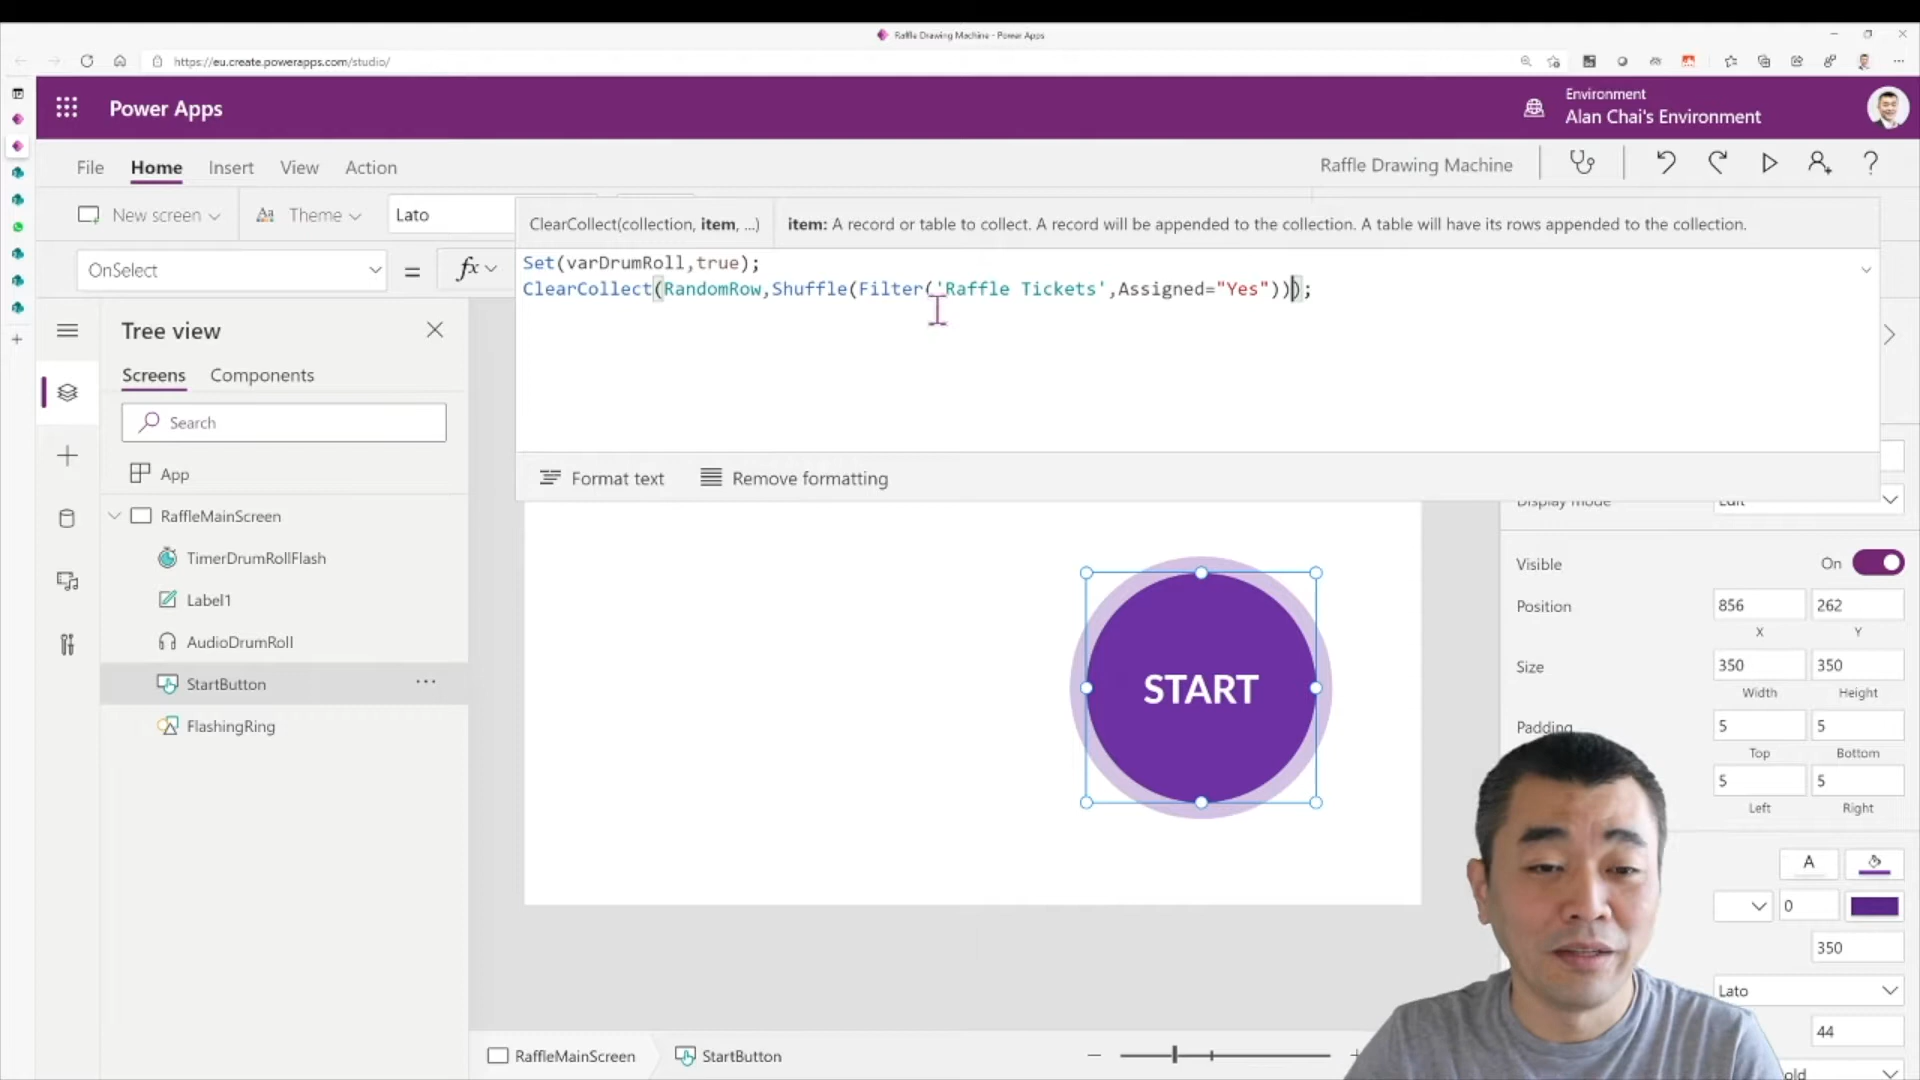 Raffle Drawing Machine - Power Apps
https://eu.create.powerapps.com/studio/
Power Apps
Environment
Alan Chai's Environment
File Home Insert View Action
Raffle Drawing Machine
New screen
Theme
Lato
ClearCollect(collection, item, ...)
item: A record or table to collect. A record will be appended to the collection. A table will have its rows appended to the collection.
OnSelect
=
fx
Set(varDrumRoll,true);
ClearCollect(RandomRow,Shuffle(Filter('Raffle Tickets',Assigned="Yes")));
Format text
Remove formatting
Tree view
Screens
Components
Search
App
RaffleMainScreen
TimerDrumRollFlash
Label1
AudioDrumRoll
StartButton
FlashingRing
START
Display mode
Edit
Visible
On
Position
856
262
X
Y
Size
350
350
Width
Height
Padding
5
5
Top
Bottom
5
5
Left
Right
A
0
350
Lato
44
RaffleMainScreen
StartButton